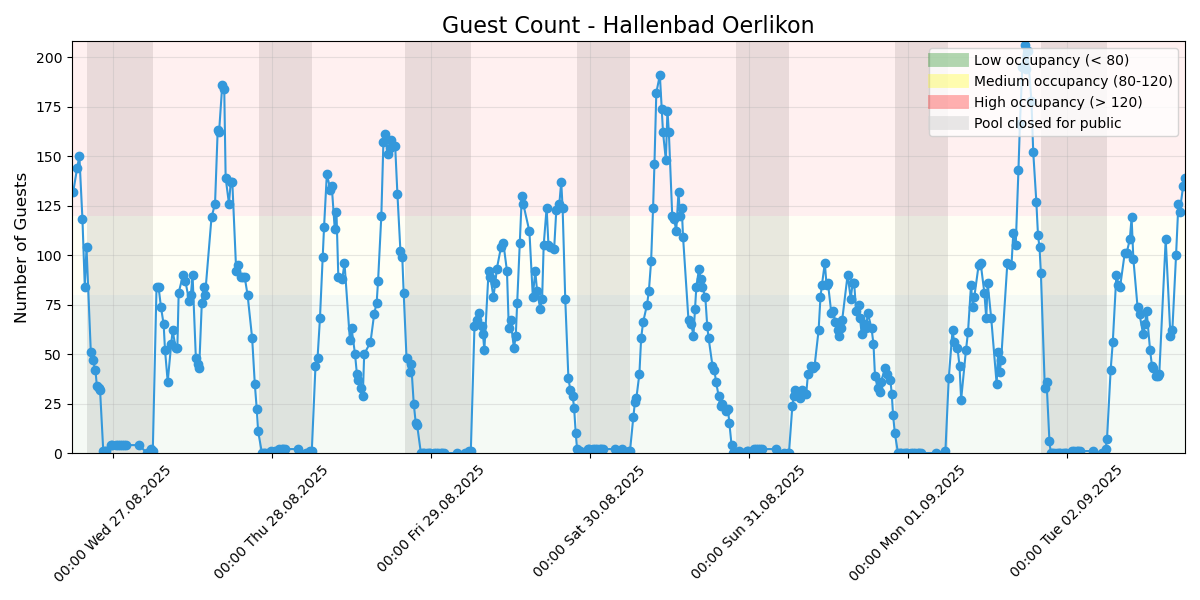 Guest Count - Hallenbad Oerlikon
Number of Guests
200
175
150
125
100
75
50
25
0
Low occupancy (< 80)
Medium occupancy (80-120)
High occupancy (> 120)
Pool closed for public
00:00 Wed 27.08.2025
00:00 Thu 28.08.2025
00:00 Fri 29.08.2025
00:00 Sat 30.08.2025
00:00 Sun 31.08.2025
00:00 Mon 01.09.2025
00:00 Tue 02.09.2025